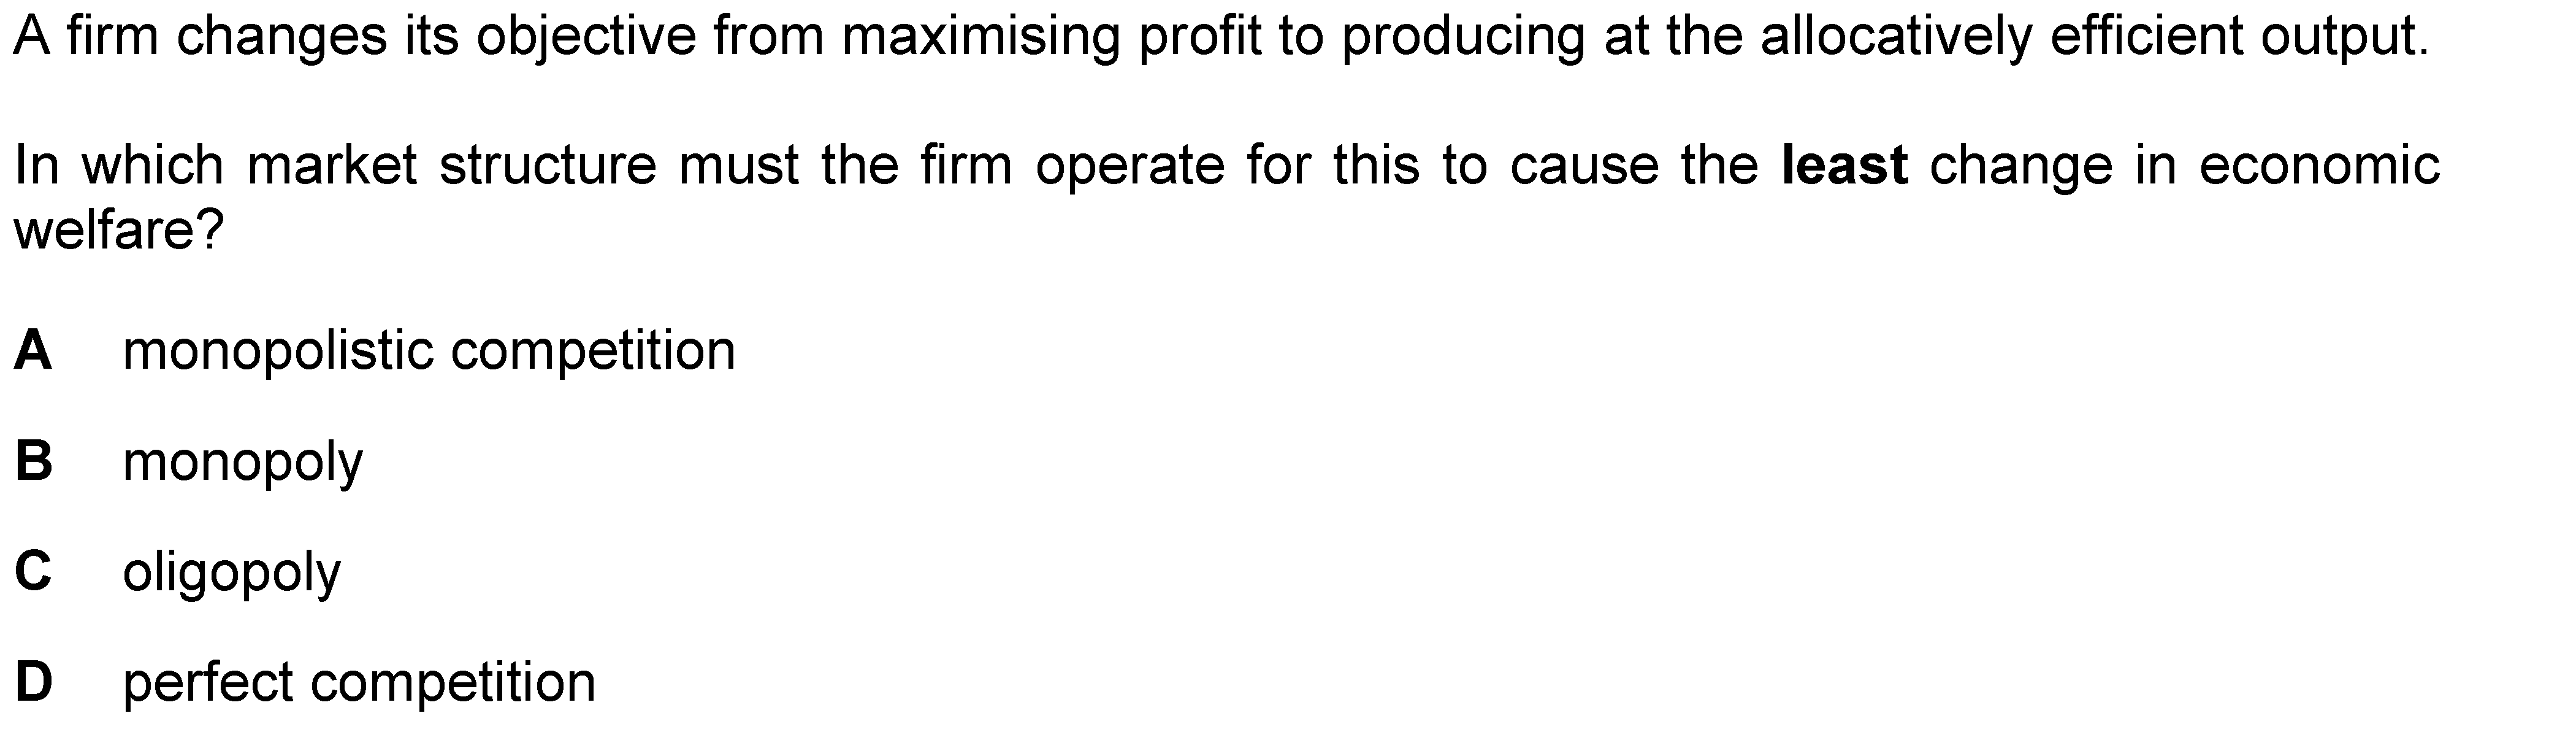 A firm changes its objective from maximising profit to producing at the allocatively efficient output.
In which market structure must the firm operate for this to cause the least change in economic
welfare?
A monopolistic competition
B monopoly
C oligopoly
D perfect competition